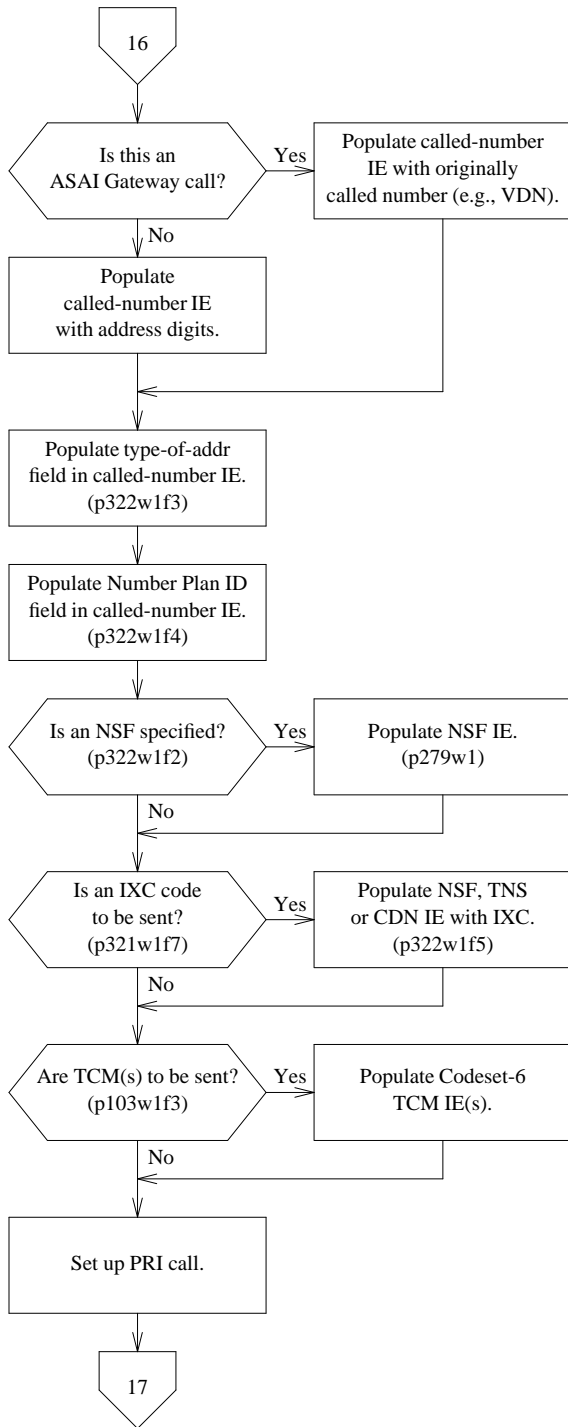 16
Is this an
ASAI Gateway call?
Yes
Populate called-number
IE with originally
called number (e.g., VDN).
No
Populate
called-number IE
with address digits.
Populate type-of-addr
field in called-number IE.
(p322w1f3)
Populate Number Plan ID
field in called-number IE.
(p322w1f4)
Is an NSF specified?
(p322w1f2)
Yes
Populate NSF IE.
(p279w1)
No
Is an IXC code
to be sent?
(p321w1f7)
Yes
Populate NSF, TNS
or CDN IE with IXC.
(p322w1f5)
No
Are TCM(s) to be sent?
(p103w1f3)
Yes
Populate Codeset-6
TCM IE(s).
No
Set up PRI call.
17